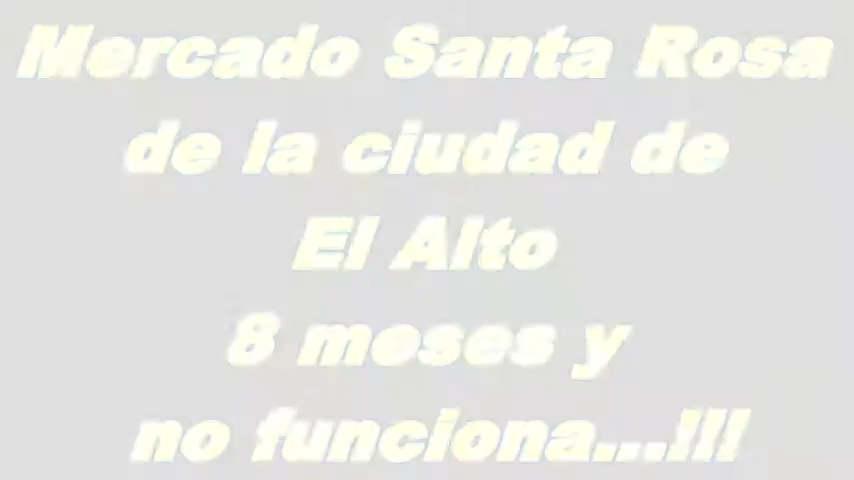 Mercado Santa Rosa
de la ciudad de
El Alto
8 meses y
no funciona...!!!